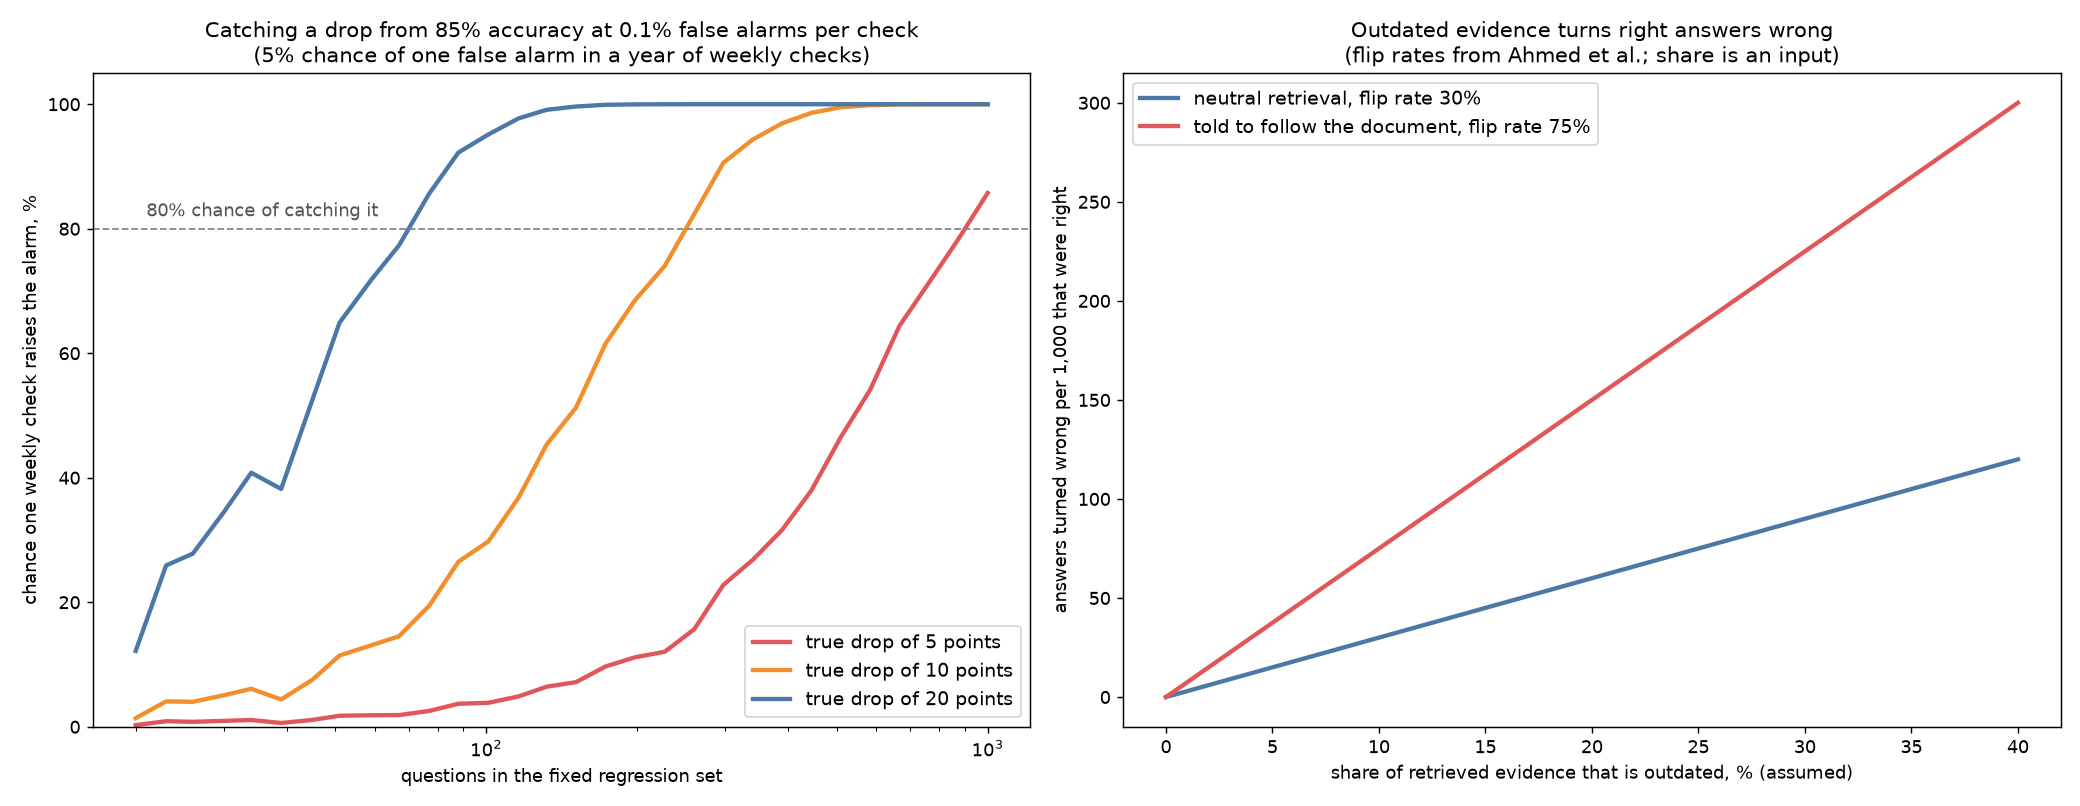 Catching a drop from 85% accuracy at 0.1% false alarms per check
(5% chance of one false alarm in a year of weekly checks)
chance one weekly check raises the alarm, %
100
80
60
40
20
0
80% chance of catching it
true drop of 5 points
true drop of 10 points
true drop of 20 points
10²
10³
questions in the fixed regression set
Outdated evidence turns right answers wrong
(flip rates from Ahmed et al.; share is an input)
answers turned wrong per 1,000 that were right
300
250
200
150
100
50
0
neutral retrieval, flip rate 30%
told to follow the document, flip rate 75%
0
5
10
15
20
25
30
35
40
share of retrieved evidence that is outdated, % (assumed)